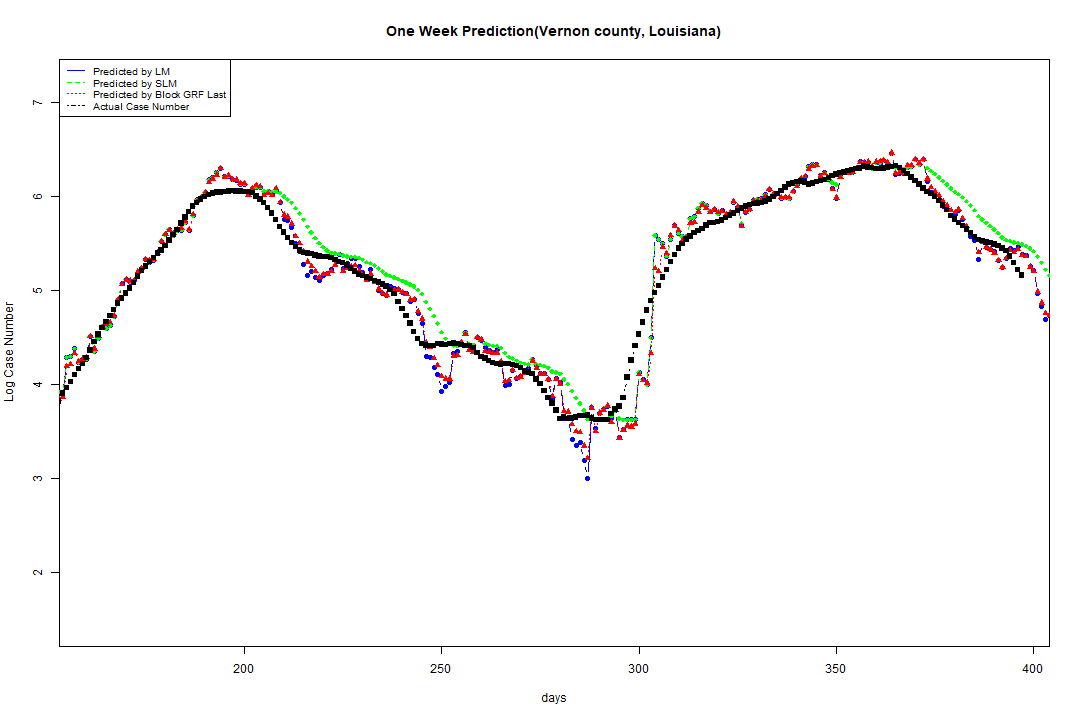 One Week Prediction(Vernon county, Louisiana)
Predicted by LM
Predicted by SLM
Predicted by Block GRF Last
Actual Case Number
7
6
5
4
3
2
Log Case Number
200
250
300
350
400
days